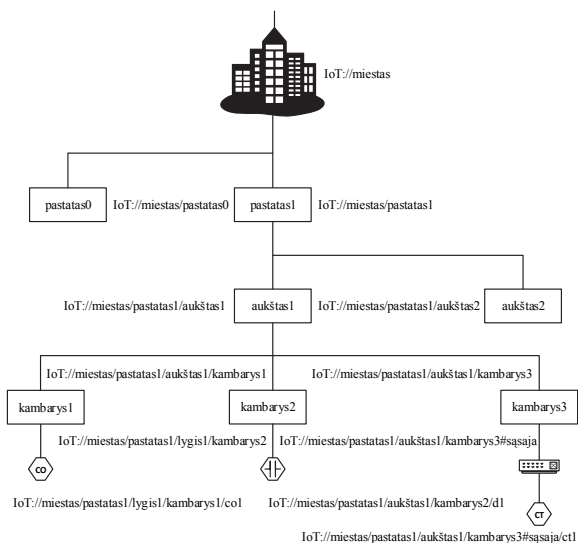 IoT://miestas
pastatas0
IoT://miestas/pastatas0
pastatas1
IoT://miestas/pastatas1
IoT://miestas/pastatas1/aukštas1
aukštas1
IoT://miestas/pastatas1/aukštas2
aukštas2
IoT://miestas/pastatas1/aukštas1/kambarys1
IoT://miestas/pastatas1/aukštas1/kambarys3
kambarys1
kambarys2
kambarys3
IoT://miestas/pastatas1/lygis1/kambarys2
IoT://miestas/pastatas1/aukštas1/kambarys3#sąsaja
CO
IoT://miestas/pastatas1/lygis1/kambarys1/co1
IoT://miestas/pastatas1/aukštas1/kambarys2/d1
CT
IoT://miestas/pastatas1/aukštas1/kambarys3#sąsaja/ct1